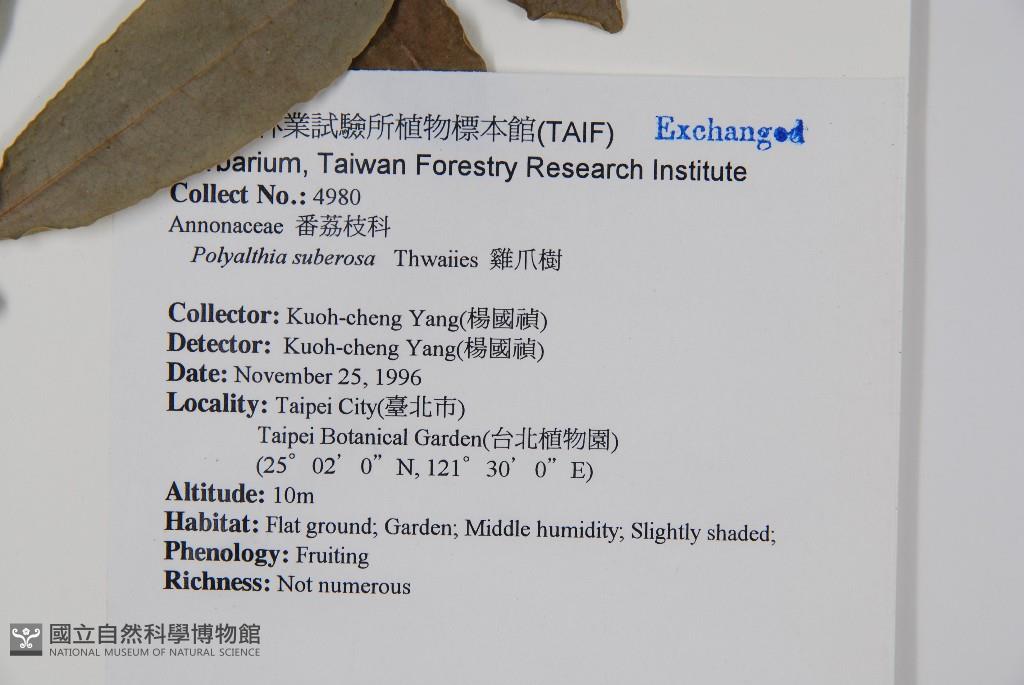 業試驗所植物標本館(TAIF) Exchanged
barium, Taiwan Forestry Research Institute
Collect No.: 4980
Annonaceae 番荔枝科
Polyalthia suberosa Thwaiies 雞爪樹
Collector: Kuoh-cheng Yang(楊國禎)
Detector: Kuoh-cheng Yang(楊國禎)
Date: November 25, 1996
Locality: Taipei City(臺北市)
Taipei Botanical Garden(台北植物園)
(25° 02’ 0” N, 121° 30’ 0” E)
Altitude: 10m
Habitat: Flat ground; Garden; Middle humidity; Slightly shaded;
Phenology: Fruiting
Richness: Not numerous
國立自然科學博物館
NATIONAL MUSEUM OF NATURAL SCIENCE